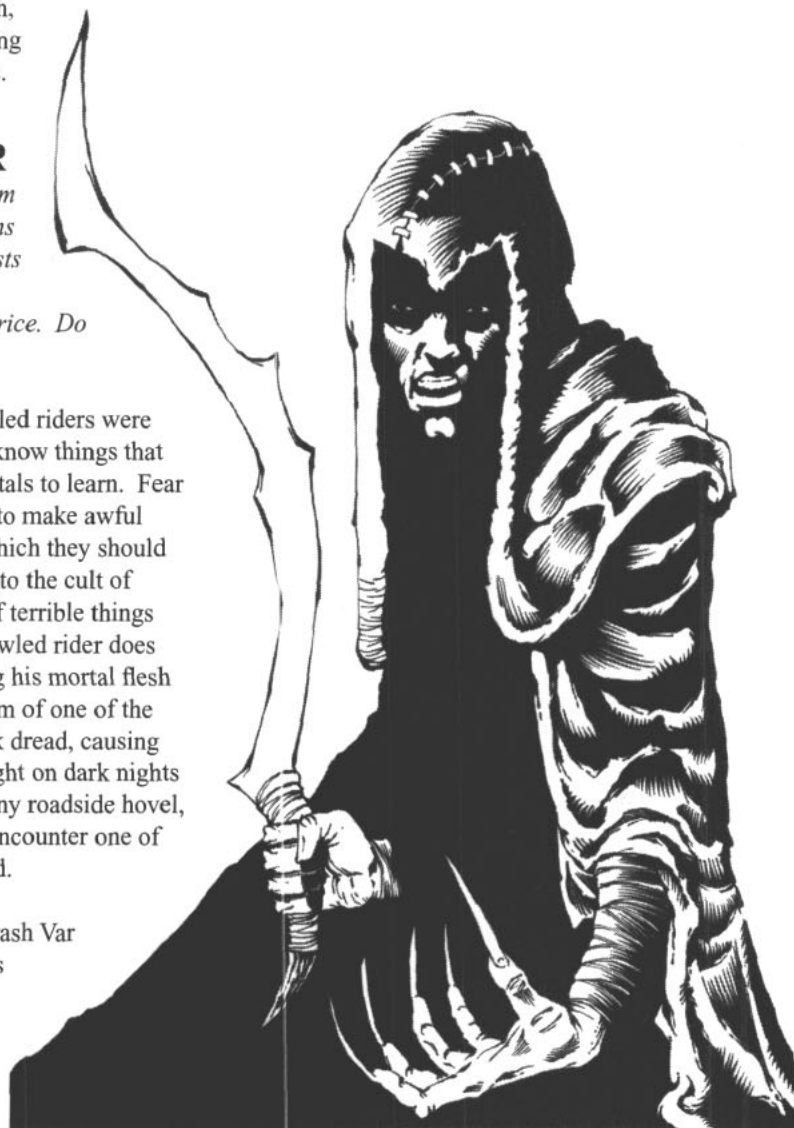 n,
ng
.
R
m
ns
sts
rice. Do
led riders were
know things that
tals to learn. Fear
to make awful
hich they should
to the cult of
f terrible things
wled rider does
g his mortal flesh
m of one of the
k dread, causing
ght on dark nights
ny roadside hovel,
ncounter one of
d.
ash Var
s